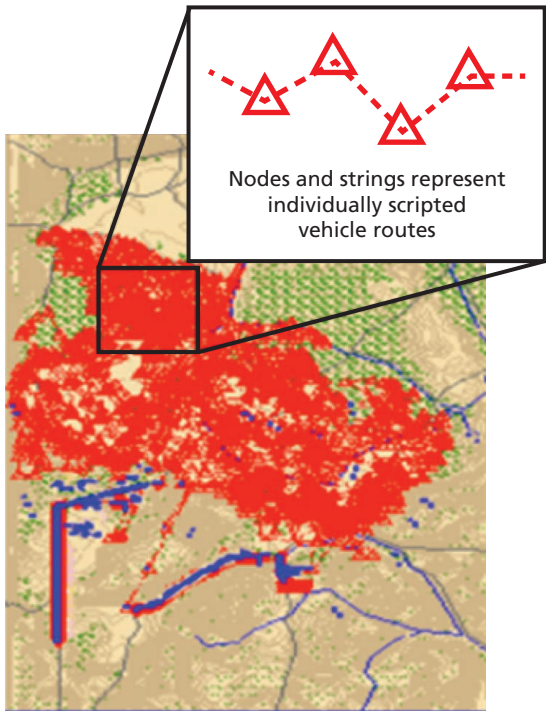 Nodes and strings represent
individually scripted
vehicle routes